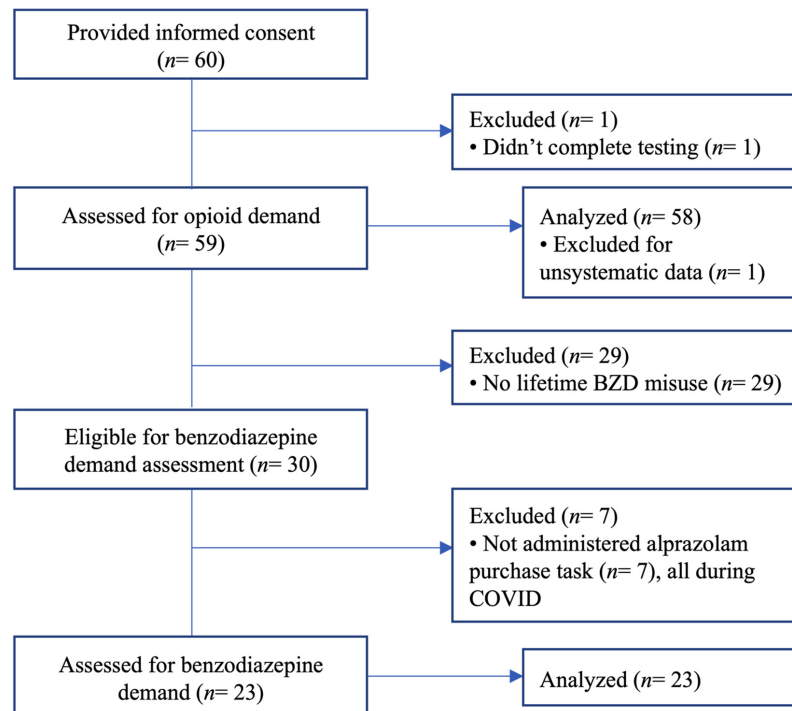 Provided informed consent
(n= 60)
Excluded (n= 1)
• Didn’t complete testing (n= 1)
Assessed for opioid demand
(n= 59)
Analyzed (n= 58)
• Excluded for
unsystematic data (n= 1)
Excluded (n= 29)
• No lifetime BZD misuse (n= 29)
Eligible for benzodiazepine
demand assessment (n= 30)
Excluded (n= 7)
• Not administered alprazolam
purchase task (n= 7), all during
COVID
Assessed for benzodiazepine
demand (n= 23)
Analyzed (n= 23)